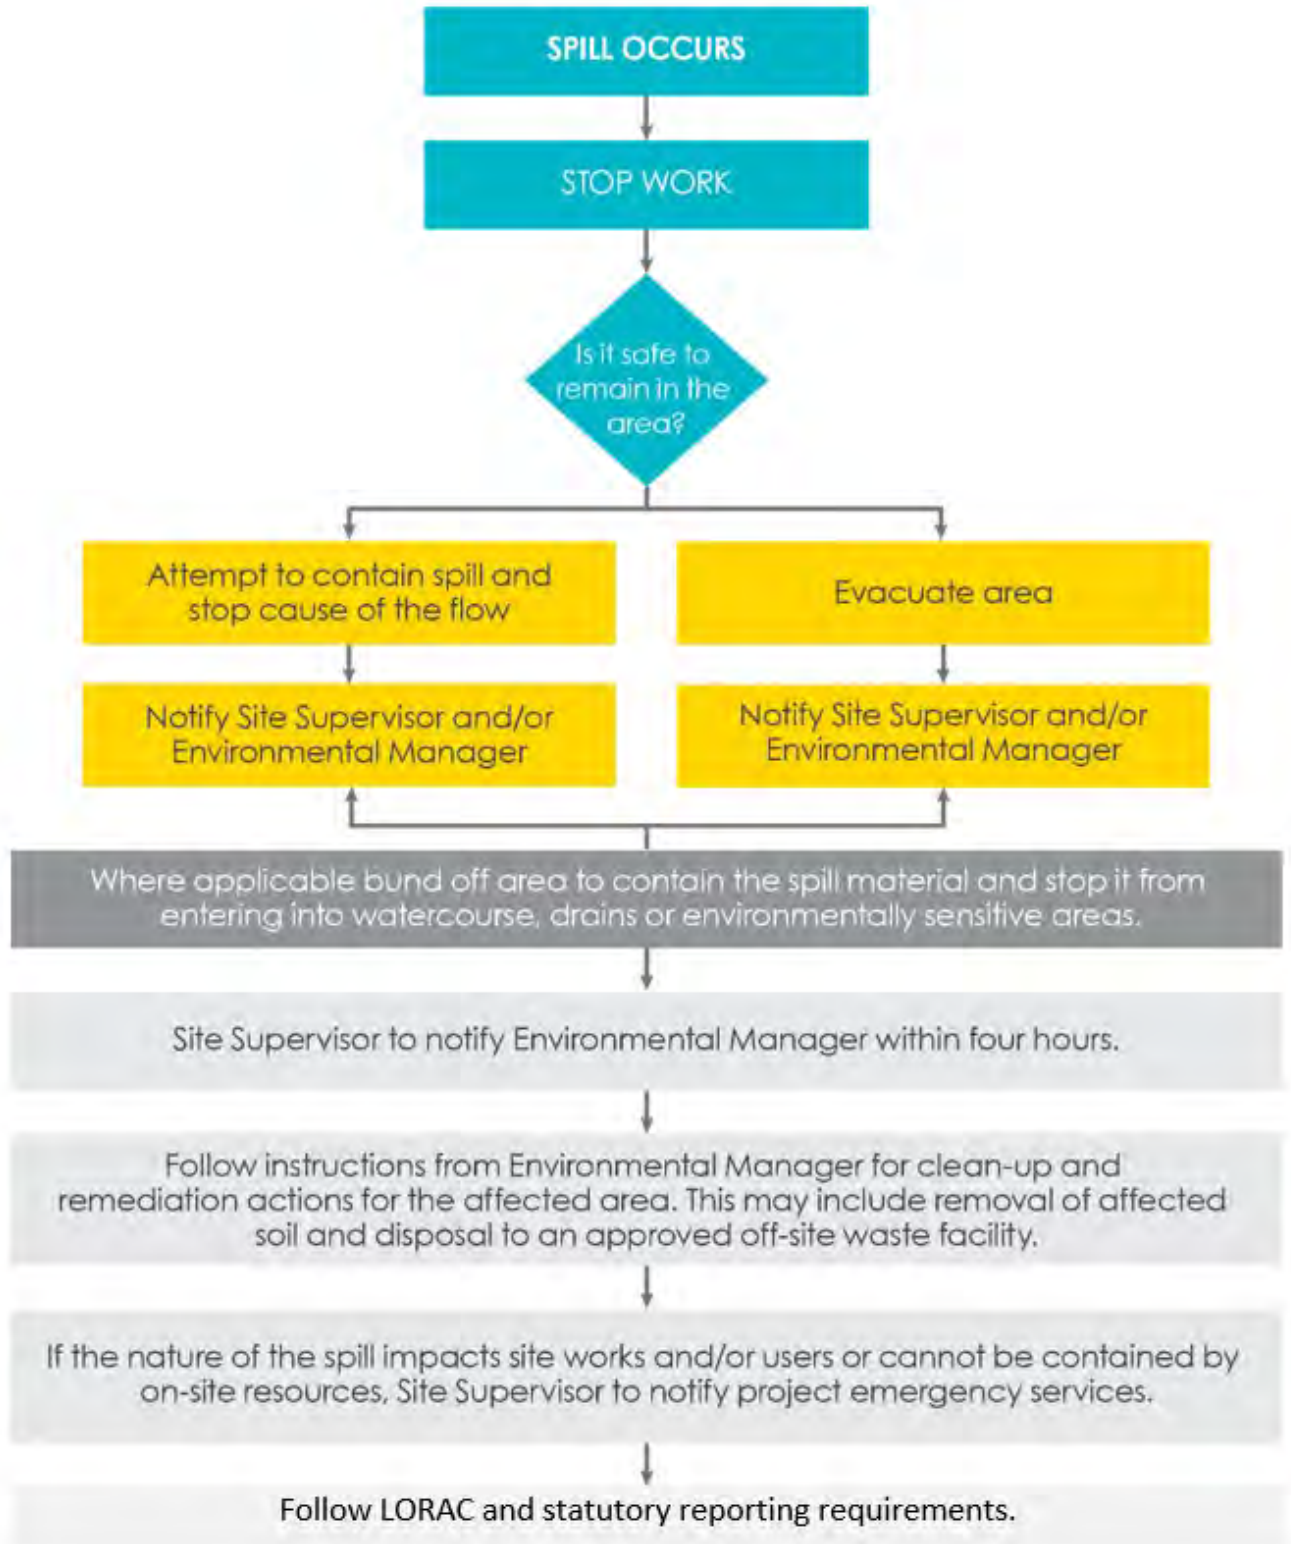 SPILL OCCURS
STOP WORK
Is it safe to
remain in the
area?
Attempt to contain spill and
stop cause of the flow
Evacuate area
Notify Site Supervisor and/or
Environmental Manager
Notify Site Supervisor and/or
Environmental Manager
Where applicable bund off area to contain the spill material and stop it from
entering into watercourse, drains or environmentally sensitive areas.
Site Supervisor to notify Environmental Manager within four hours.
Follow instructions from Environmental Manager for clean-up and
remediation actions for the affected area. This may include removal of affected
soil and disposal to an approved off-site waste facility.
If the nature of the spill impacts site works and/or users or cannot be contained by
on-site resources, Site Supervisor to notify project emergency services.
Follow LORAC and statutory reporting requirements.